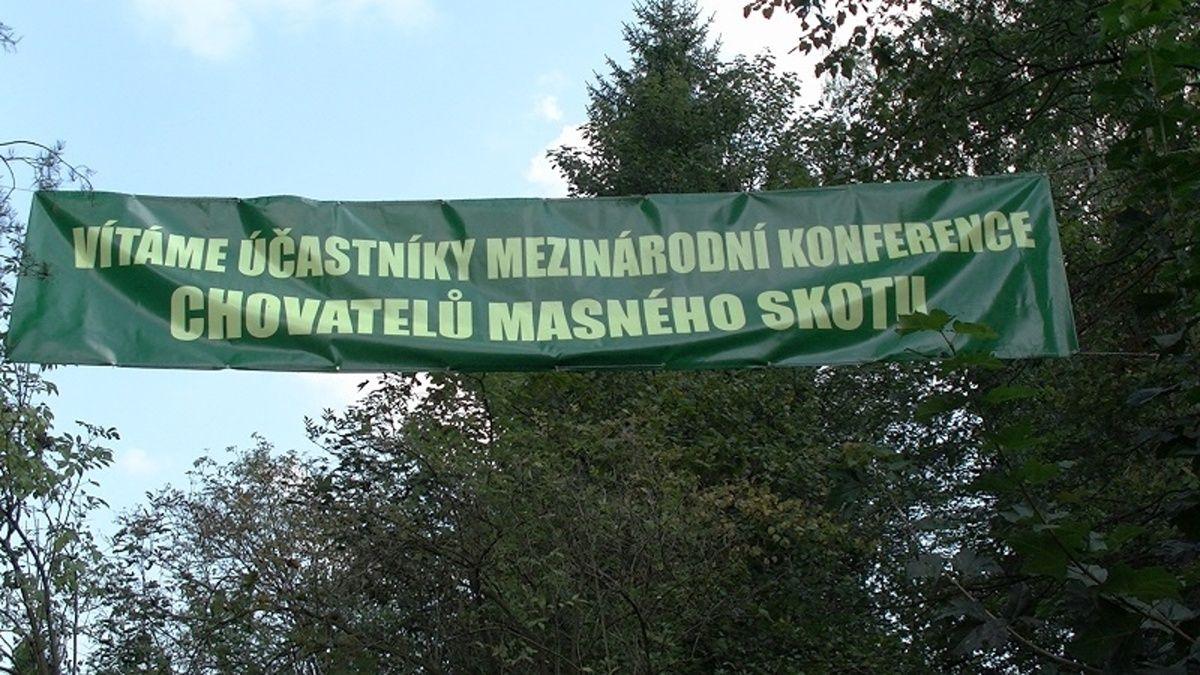 VÍTÁME ÚČASTNÍKY MEZINÁRODNÍ KONFERENCE
CHOVATELŮ MASNÉHO SKOTU